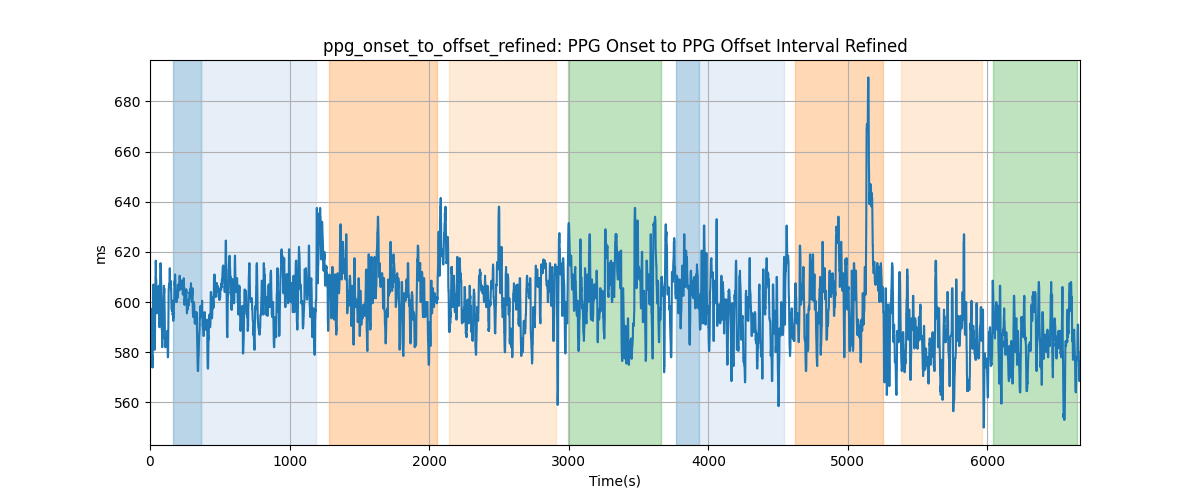 ppg_onset_to_offset_refined: PPG Onset to PPG Offset Interval Refined
680
660
640
620
600
580
560
ms
0 1000 2000 3000 4000 5000 6000
Time(s)